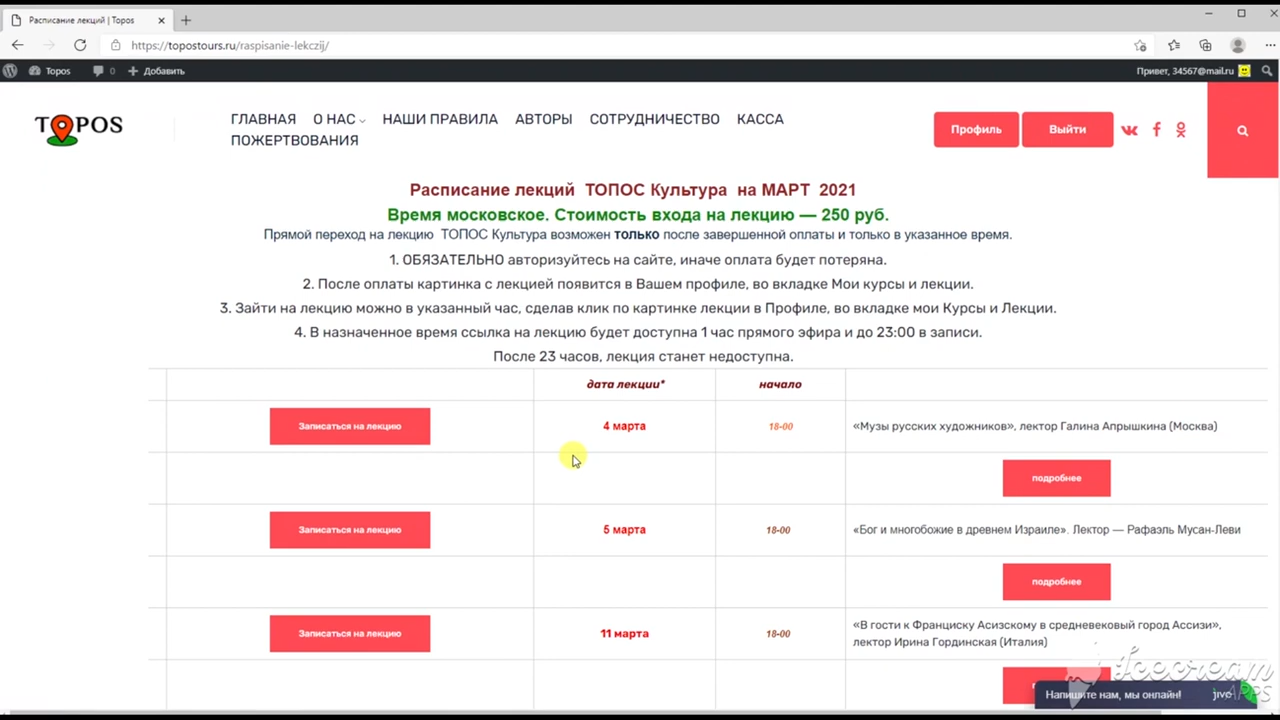 Расписание лекций | Topos
https://topostours.ru/raspisanie-lekczij/
Topos
0
Добавить
Привет, 34567@mail.ru
TOPOS
ГЛАВНАЯ О НАС НАШИ ПРАВИЛА АВТОРЫ СОТРУДНИЧЕСТВО КАССА
ПОЖЕРТВОВАНИЯ
Профиль
Выйти
Расписание лекций ТОПОС Культура на МАРТ 2021
Время московское. Стоимость входа на лекцию — 250 руб.
Прямой переход на лекцию ТОПОС Культура возможен только после завершенной оплаты и только в указанное время.
1. ОБЯЗАТЕЛЬНО авторизуйтесь на сайте, иначе оплата будет потеряна.
2. После оплаты картинка с лекцией появится в Вашем профиле, во вкладке Мои курсы и лекции.
3. Зайти на лекцию можно в указанный час, сделав клик по картинке лекции в Профиле, во вкладке мои Курсы и Лекции.
4. В назначенное время ссылка на лекцию будет доступна 1 час прямого эфира и до 23:00 в записи.
После 23 часов, лекция станет недоступна.
дата лекции* начало
Записаться на лекцию 4 марта 18-00 «Музы русских художников», лектор Галина Апрышкина (Москва)
подробнее
Записаться на лекцию 5 марта 18-00 «Бог и многобожие в древнем Израиле». Лектор — Рафаэль Мусан-Леви
подробнее
Записаться на лекцию 11 марта 18-00 «В гости к Франциску Асизскому в средневековый город Ассизи»,
лектор Ирина Гординская (Италия)
Icecream
APPS
Напишите нам, мы онлайн! jivo